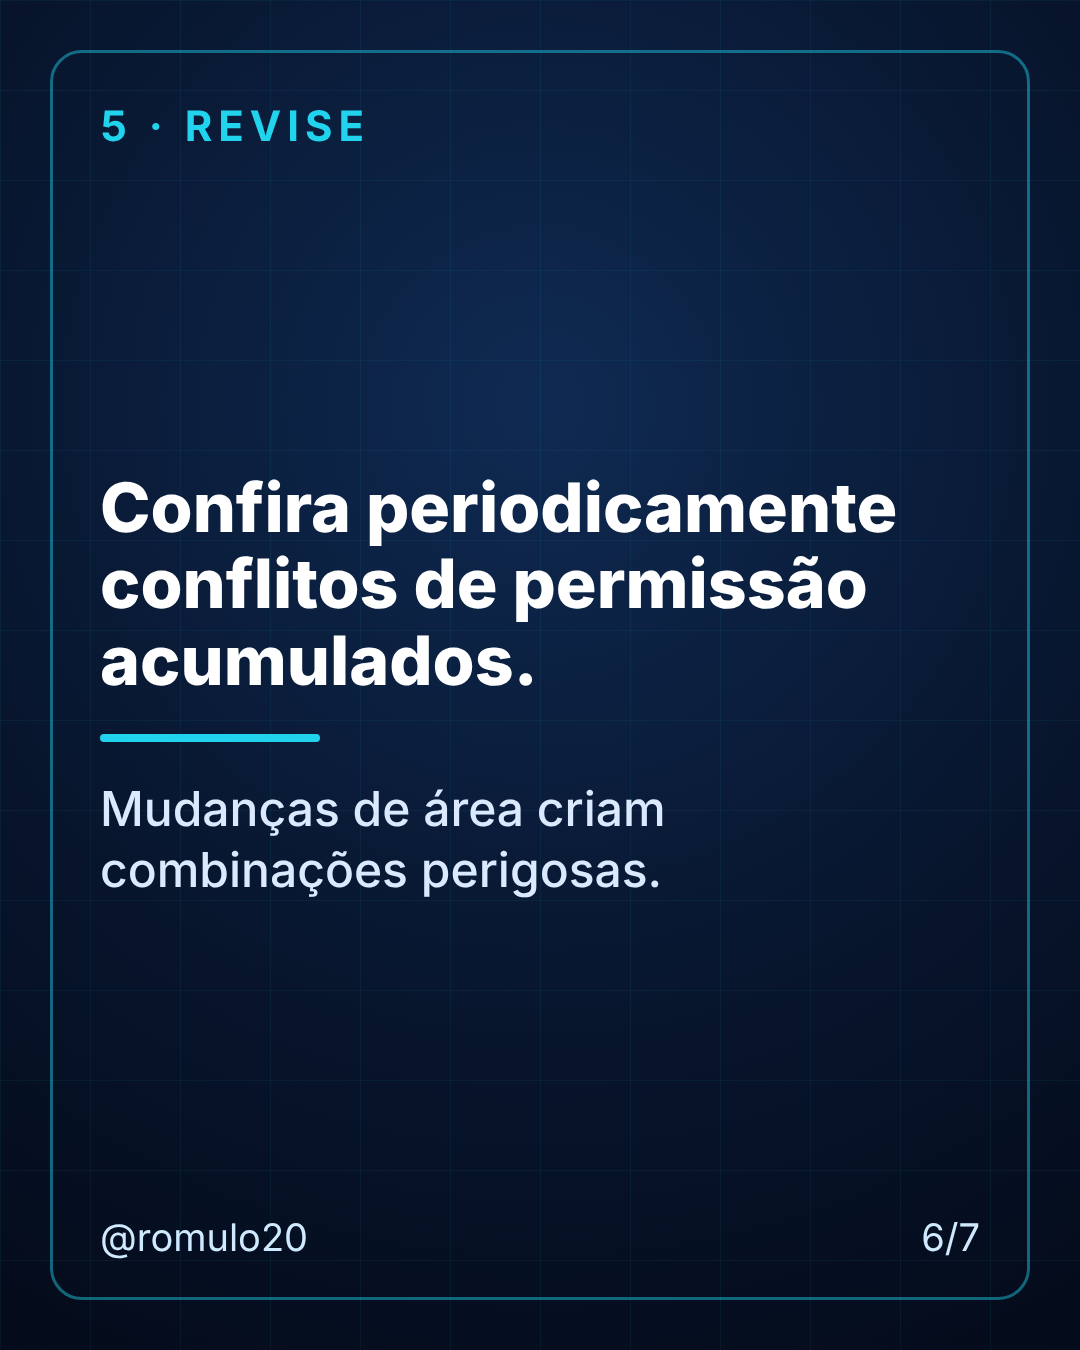 5 · REVISE
Confira periodicamente
conflitos de permissão
acumulados.
Mudanças de área criam
combinações perigosas.
@romulo20
6/7